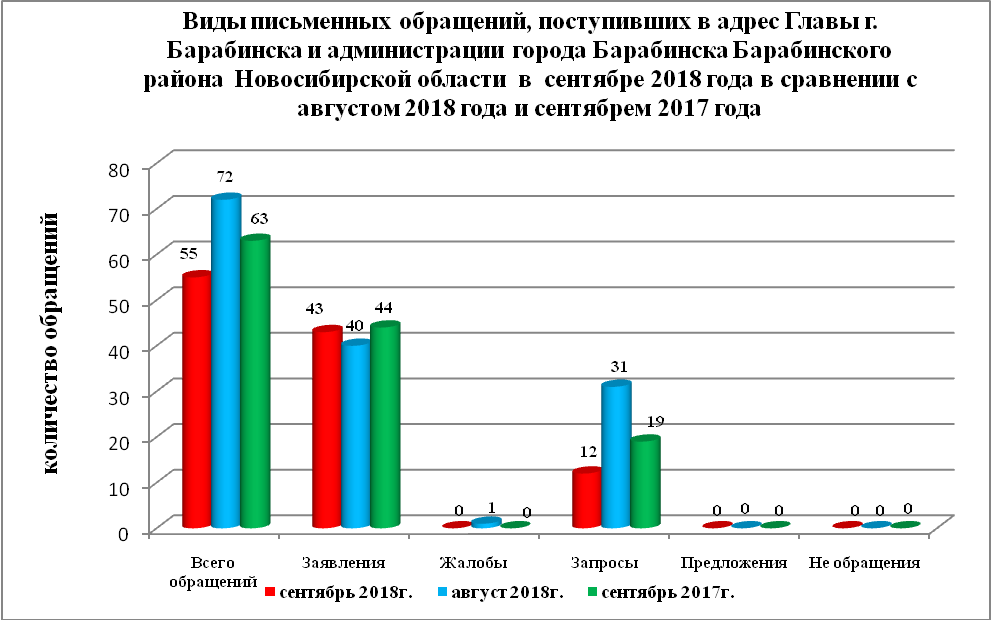 Виды письменных обращений, поступивших в адрес Главы г.
Барабинска и администрации города Барабинска Барабинского
района Новосибирской области в сентябре 2018 года в сравнении с
августом 2018 года и сентябрем 2017 года
количество обращений
80
70
60
50
40
30
20
10
0
55
72
63
43
40
44
0
1
0
12
31
19
0
0
0
0
0
0
Всего
обращений
Заявления
Жалобы
Запросы
Предложения
Не обращения
сентябрь 2018г.
август 2018г.
сентябрь 2017г.